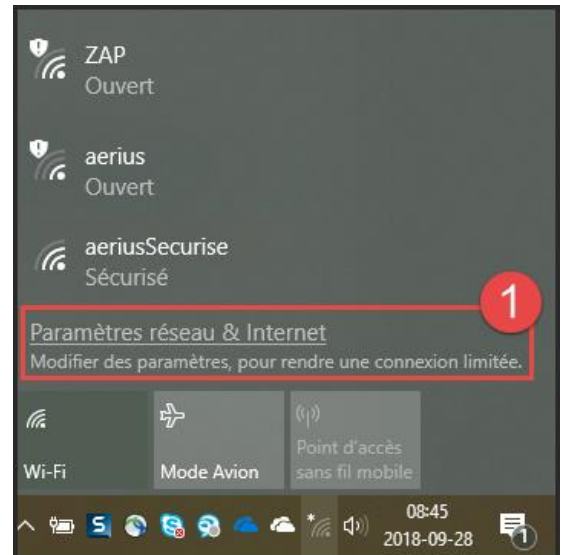 ZAP
Ouvert
aerius
Ouvert
aeriusSecurise
Sécurisé
1
Paramètres réseau & Internet
Modifier des paramètres, pour rendre une connexion limitée.
Point d'accès
Wi-Fi Mode Avion sans fil mobile
S 08:45
2018-09-28 1